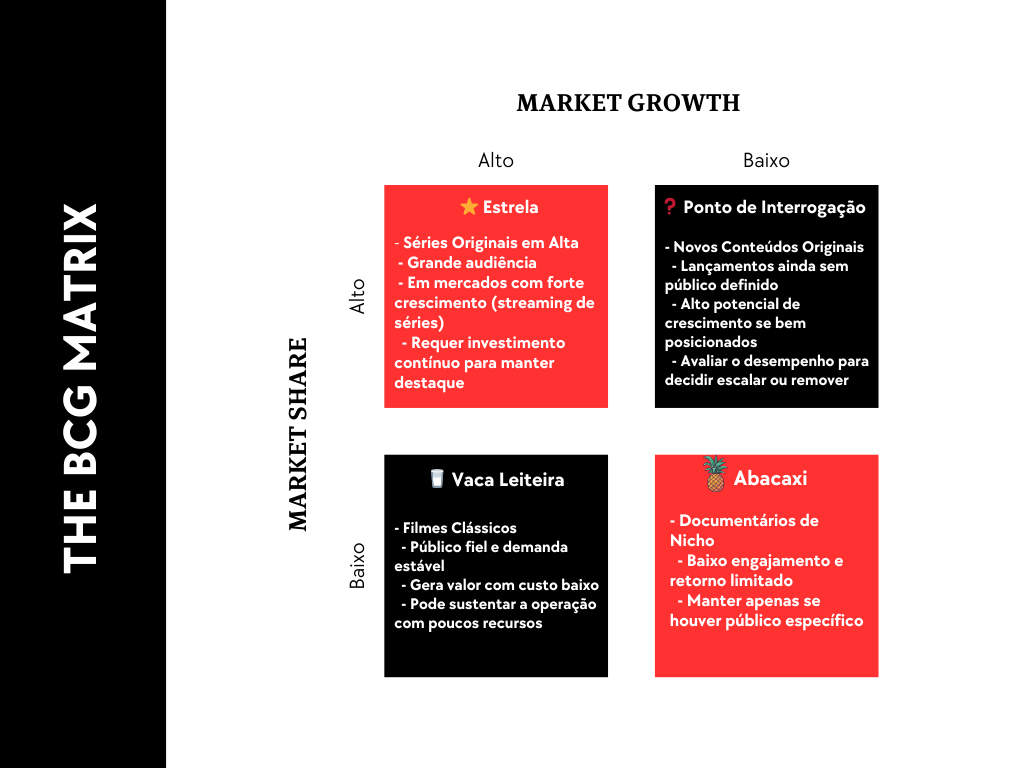 THE BCG MATRIX
MARKET GROWTH
Alto
Baixo
MARKET SHARE
Alto
⭐ Estrela
- Séries Originais em Alta
- Grande audiência
- Em mercados com forte
crescimento (streaming de
séries)
- Requer investimento
contínuo para manter
destaque
❓ Ponto de Interrogação
- Novos Conteúdos Originais
- Lançamentos ainda sem
público definido
- Alto potencial de
crescimento se bem
posicionados
- Avaliar o desempenho para
decidir escalar ou remover
Baixo
🥛 Vaca Leiteira
- Filmes Clássicos
- Público fiel e demanda
estável
- Gera valor com custo baixo
- Pode sustentar a operação
com poucos recursos
🍍 Abacaxi
- Documentários de
Nicho
- Baixo engajamento e
retorno limitado
- Manter apenas se
houver público específico